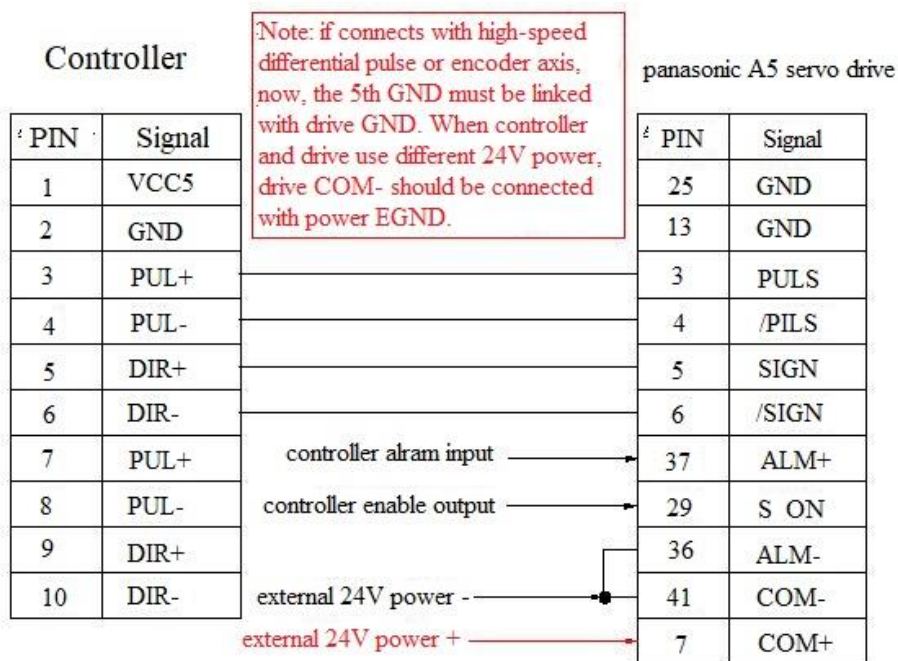 Controller
Note: if connects with high-speed
differential pulse or encoder axis,
now, the 5th GND must be linked
with drive GND. When controller
and drive use different 24V power,
drive COM- should be connected
with power EGND.
panasonic A5 servo drive
PIN Signal
1 VCC5
2 GND
3 PUL+
4 PUL-
5 DIR+
6 DIR-
7 PUL+
8 PUL-
9 DIR+
10 DIR-
controller alram input
controller enable output
external 24V power -
external 24V power +
PIN Signal
25 GND
13 GND
3 PULS
4 /PILS
5 SIGN
6 /SIGN
37 ALM+
29 S ON
36 ALM-
41 COM-
7 COM+